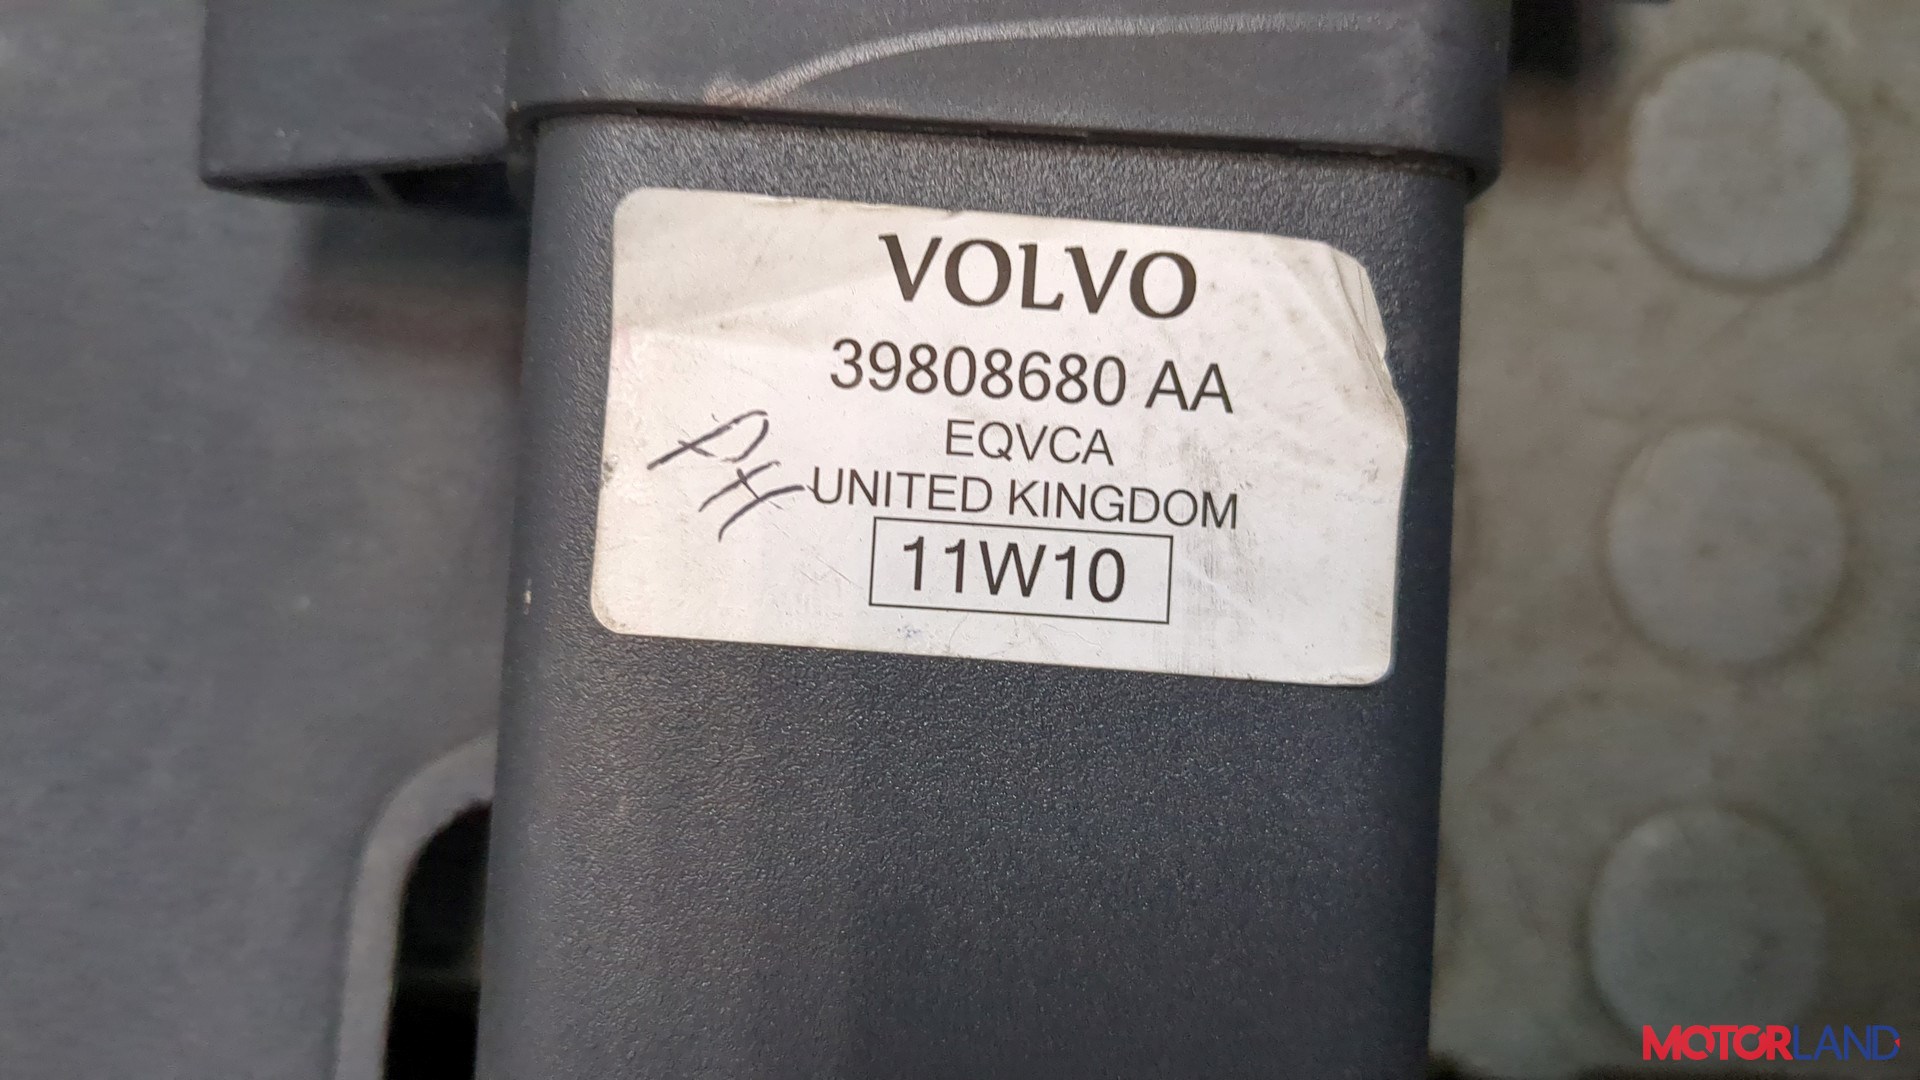 VOLVO
39808680 AA
EQVCA
UNITED KINGDOM
11W10
MOTORLAND